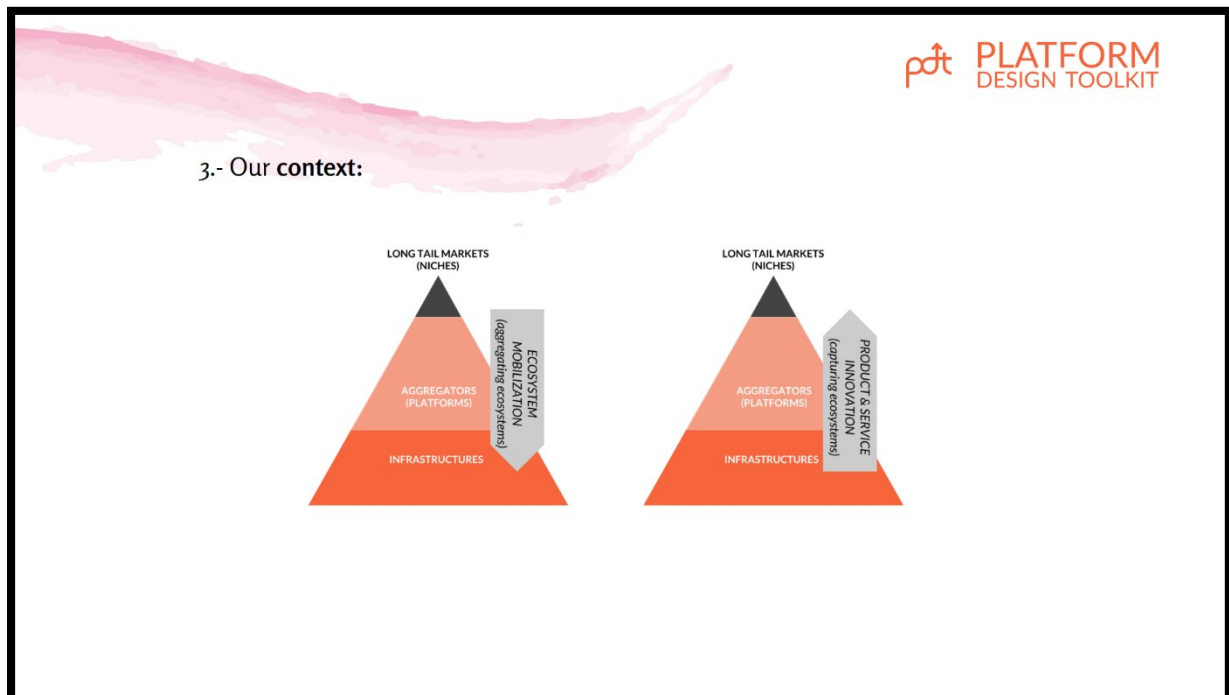 pdt PLATFORM
DESIGN TOOLKIT
3.- Our context:
LONG TAIL MARKETS
(NICHES)
AGGREGATORS
(PLATFORMS)
INFRASTRUCTURES
ECOSYSTEM
MOBILIZATION
(aggregating ecosystems)
LONG TAIL MARKETS
(NICHES)
AGGREGATORS
(PLATFORMS)
INFRASTRUCTURES
PRODUCT & SERVICE
INNOVATION
(capturing ecosystems)